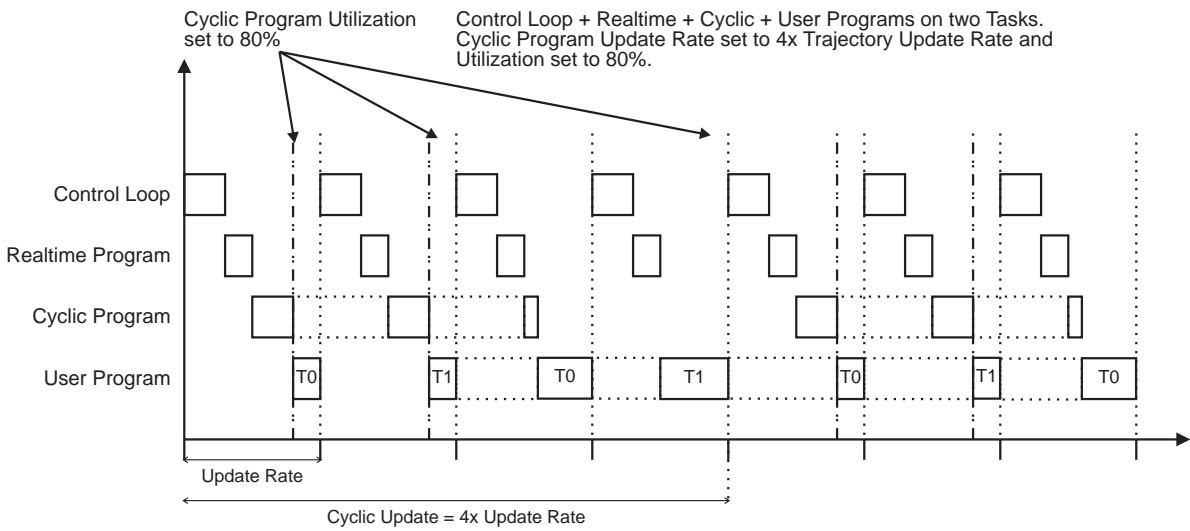 Cyclic Program Utilization
set to 80%
Control Loop + Realtime + Cyclic + User Programs on two Tasks.
Cyclic Program Update Rate set to 4x Trajectory Update Rate and
Utilization set to 80%.
Control Loop
Realtime Program
Cyclic Program
User Program
T0
T1
T0
T1
T0
T1
T0
Update Rate
Cyclic Update = 4x Update Rate